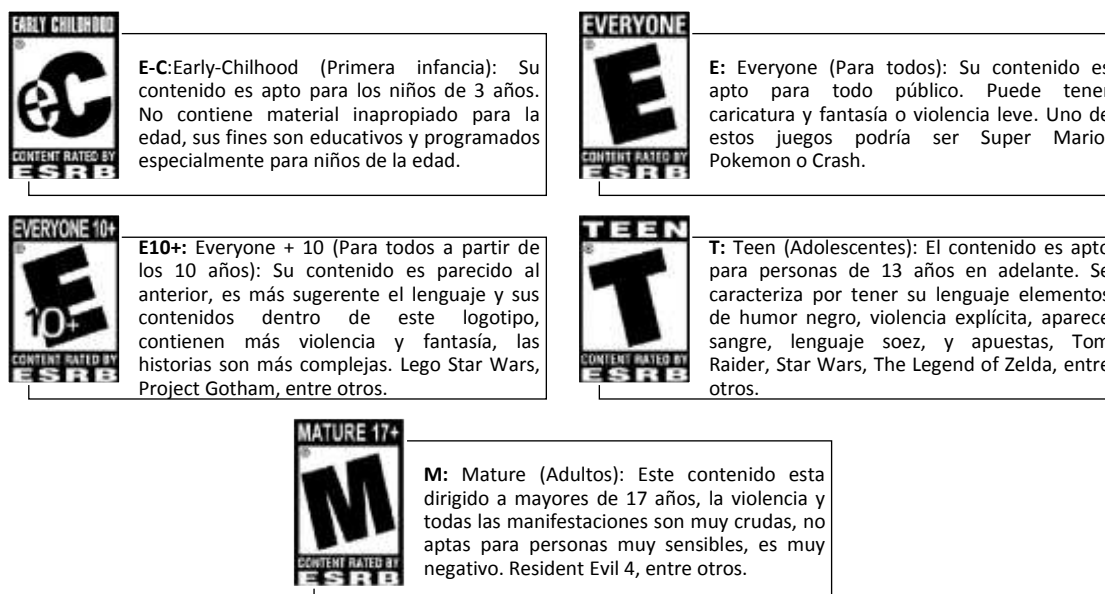 EARLY CHILDHOOD
eC
CONTENT RATED BY
ESRB
E-C:Early-Chilhood (Primera infancia): Su
contenido es apto para los niños de 3 años.
No contiene material inapropiado para la
edad, sus fines son educativos y programados
especialmente para niños de la edad.
EVERYONE
E
CONTENT RATED BY
ESRB
E: Everyone (Para todos): Su contenido es
apto para todo público. Puede tener
caricatura y fantasía o violencia leve. Uno de
estos juegos podría ser Super Mario
Pokemon o Crash.
EVERYONE 10+
E
10+
CONTENT RATED BY
ESRB
E10+: Everyone + 10 (Para todos a partir de
los 10 años): Su contenido es parecido al
anterior, es más sugerente el lenguaje y sus
contenidos dentro de este logotipo,
contienen más violencia y fantasía, las
historias son más complejas. Lego Star Wars,
Project Gotham, entre otros.
TEEN
T
CONTENT RATED BY
ESRB
T: Teen (Adolescentes): El contenido es apto
para personas de 13 años en adelante. Se
caracteriza por tener su lenguaje elementos
de humor negro, violencia explícita, aparece
sangre, lenguaje soez, y apuestas, Tom
Raider, Star Wars, The Legend of Zelda, entre
otros.
MATURE 17+
M
CONTENT RATED BY
ESRB
M: Mature (Adultos): Este contenido esta
dirigido a mayores de 17 años, la violencia y
todas las manifestaciones son muy crudas, no
aptas para personas muy sensibles, es muy
negativo. Resident Evil 4, entre otros.